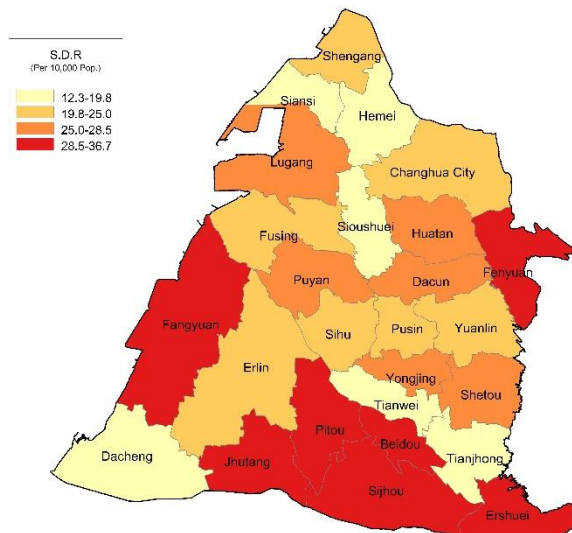 S.D.R
(Per 10,000 Pop.)
12.3-19.8
19.8-25.0
25.0-28.5
28.5-36.7
Shengang
Siansi
Hemei
Lugang
Changhua City
Sioushuei
Huatan
Fusing
Fenyuan
Puyan
Dacun
Fangyuan
Sihu
Pusin
Yuanlin
Erlin
Yongjing
Shetou
Tianwei
Pitou
Beidou
Dacheng
Jhutang
Tianjhong
Sijhou
Ershuei